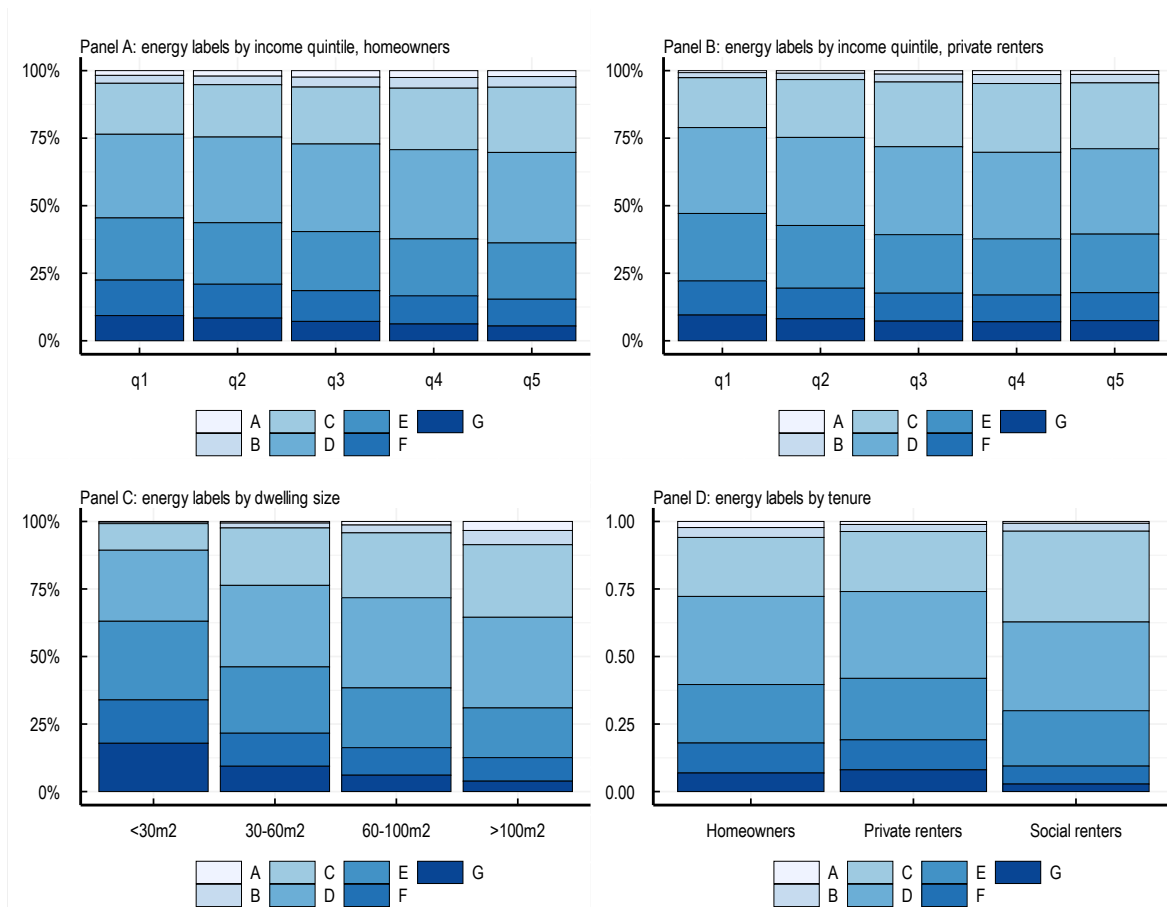 Panel A: energy labels by income quintile, homeowners
100%
75%
50%
25%
0%
q1 q2 q3 q4 q5
A C E G
B D F
Panel B: energy labels by income quintile, private renters
100%
75%
50%
25%
0%
q1 q2 q3 q4 q5
A C E G
B D F
Panel C: energy labels by dwelling size
100%
75%
50%
25%
0%
<30m2 30-60m2 60-100m2 >100m2
A C E G
B D F
Panel D: energy labels by tenure
1.00
0.75
0.50
0.25
0.00
Homeowners Private renters Social renters
A C E G
B D F